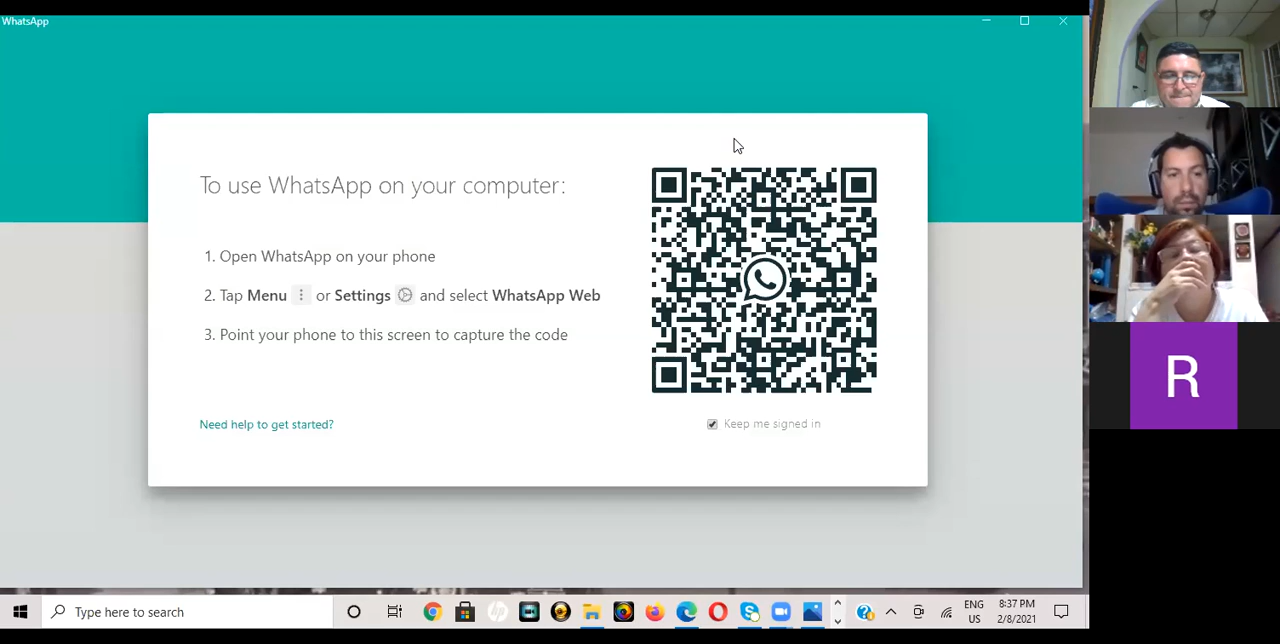 WhatsApp
To use WhatsApp on your computer:
1. Open WhatsApp on your phone
2. Tap Menu or Settings and select WhatsApp Web
3. Point your phone to this screen to capture the code
Need help to get started?
Keep me signed in
R
Type here to search
hp
ENG
US
8:37 PM
2/8/2021